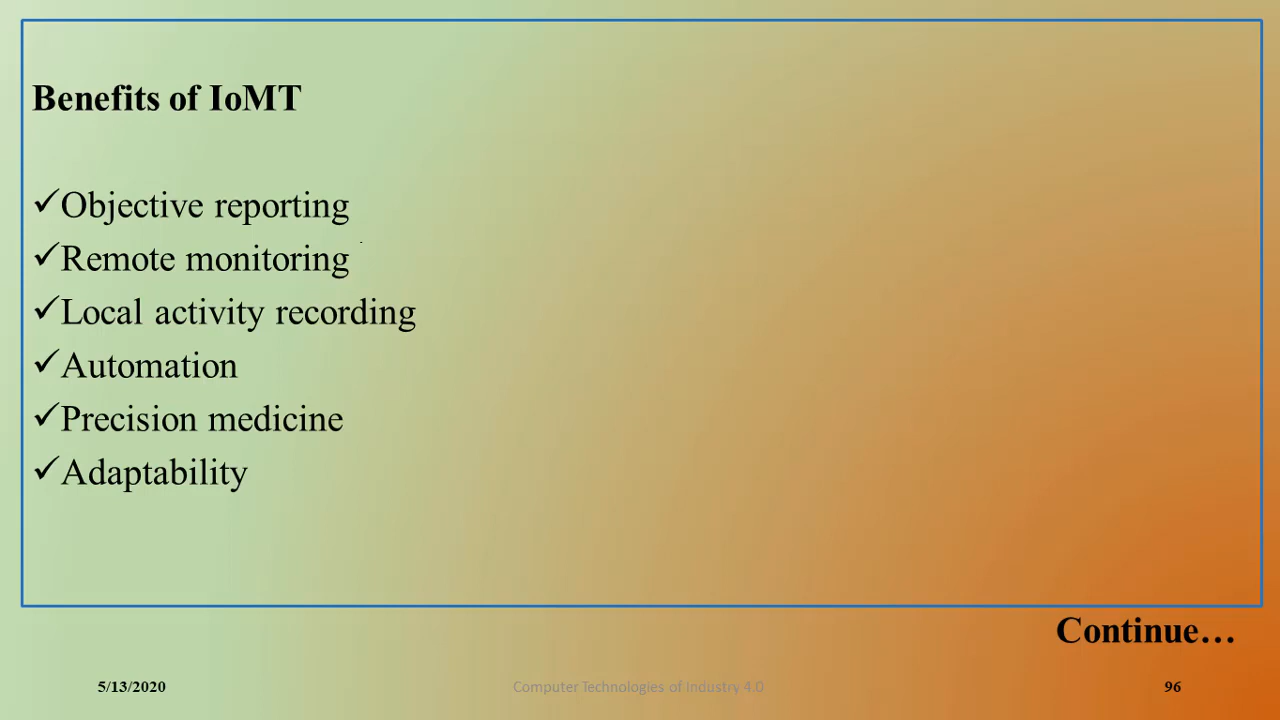 Benefits of IoMT
✓Objective reporting
✓Remote monitoring
✓Local activity recording
✓Automation
✓Precision medicine
✓Adaptability
Continue…
5/13/2020
Computer Technologies of Industry 4.0
96